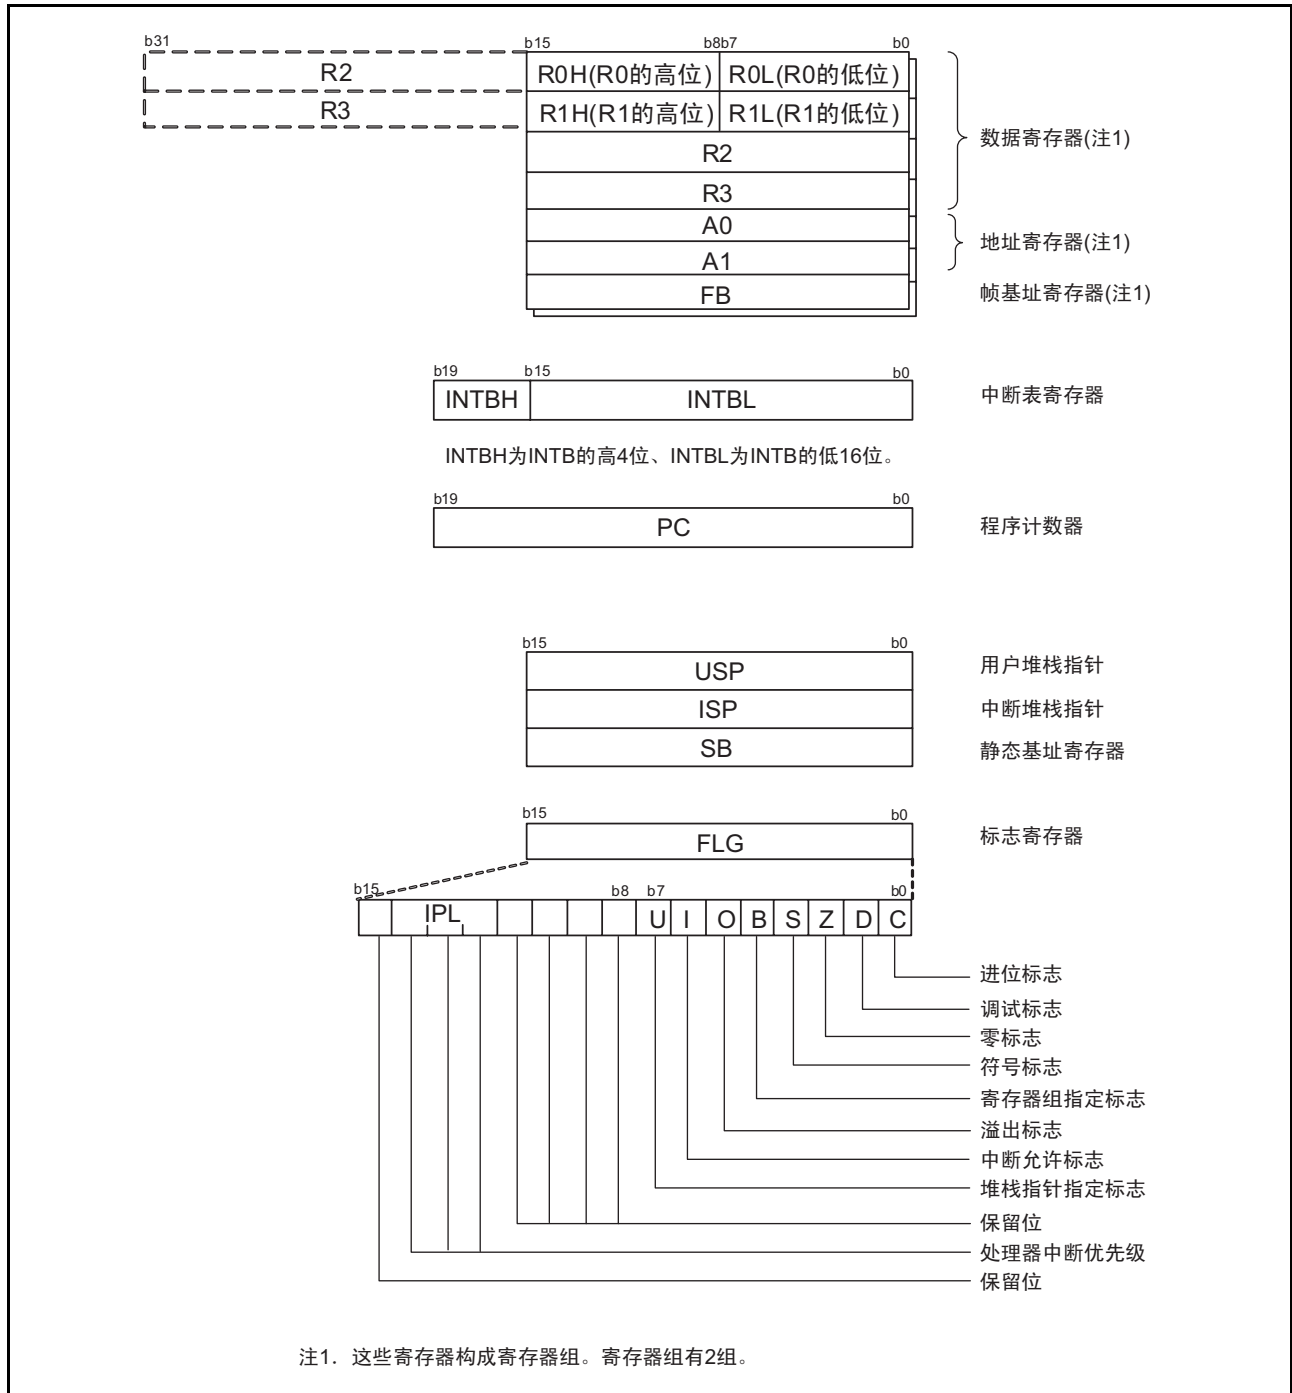 b31 b15 b8b7 b0
R2 R0H(R0的高位) R0L(R0的低位)
R3 R1H(R1的高位) R1L(R1的低位)
数据寄存器(注1)
R2
R3
A0
地址寄存器(注1)
A1
FB 帧基址寄存器(注1)
b19 b15 b0
INTBH INTBL 中断表寄存器
INTBH为INTB的高4位、INTBL为INTB的低16位。
b19 b0
PC 程序计数器
b15 b0
USP 用户堆栈指针
ISP 中断堆栈指针
SB 静态基址寄存器
b15 b0
FLG 标志寄存器
b15 b8 b7 b0
IPL U I O B S Z D C
进位标志
调试标志
零标志
符号标志
寄存器组指定标志
溢出标志
中断允许标志
堆栈指针指定标志
保留位
处理器中断优先级
保留位
注1. 这些寄存器构成寄存器组。寄存器组有2组。